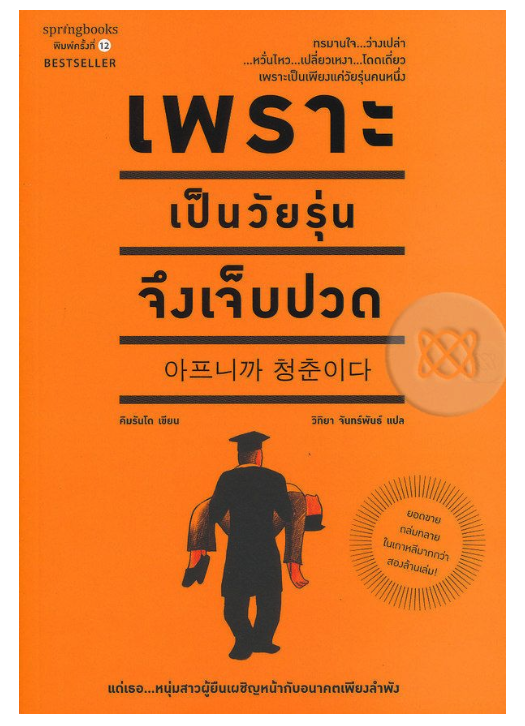 springbooks
พิมพ์ครั้งที่ 12
BESTSELLER
ทรมานใจ...ว่างเปล่า
...หวั่นไหว...เปลี่ยวเหงา...โดดเดี่ยว
เพราะเป็นเพียงแค่วัยรุ่นคนหนึ่ง
เพราะ
เป็นวัยรุ่น
จึงเจ็บปวด
아프니까 청춘이다
คิมรันโด เขียน
วิทิยา จันทร์พันธ์ แปล
ยอดขาย
ถล่มทลาย
ในเกาหลีมากกว่า
สองล้านเล่ม!
แด่เธอ...หนุ่มสาวผู้ยืนเผชิญหน้ากับอนาคตเพียงลำพัง